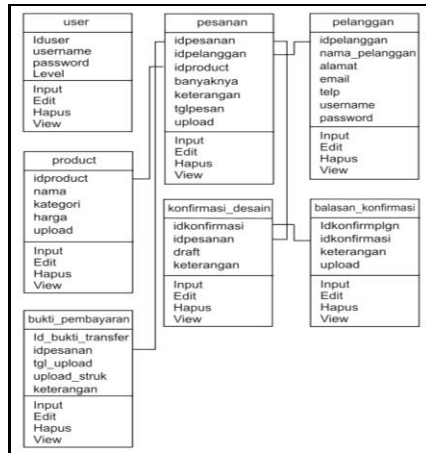 user
Iduser
username
password
Level
Input
Edit
Hapus
View
pesanan
idpesanan
idpelanggan
idproduct
banyaknya
keterangan
tglpesan
upload
Input
Edit
Hapus
View
pelanggan
idpelanggan
nama_pelanggan
alamat
email
telp
username
password
Input
Edit
Hapus
View
product
idproduct
nama
kategori
harga
upload
Input
Edit
Hapus
View
konfirmasi_desain
idkonfirmasi
idpesanan
draft
keterangan
Input
Edit
Hapus
View
balasan_konfirmasi
Idkonfirmplgn
idkonfirmasi
keterangan
upload
Input
Edit
Hapus
View
bukti_pembayaran
Id_bukti_transfer
idpesanan
tgl_upload
upload_struk
keterangan
Input
Edit
Hapus
View